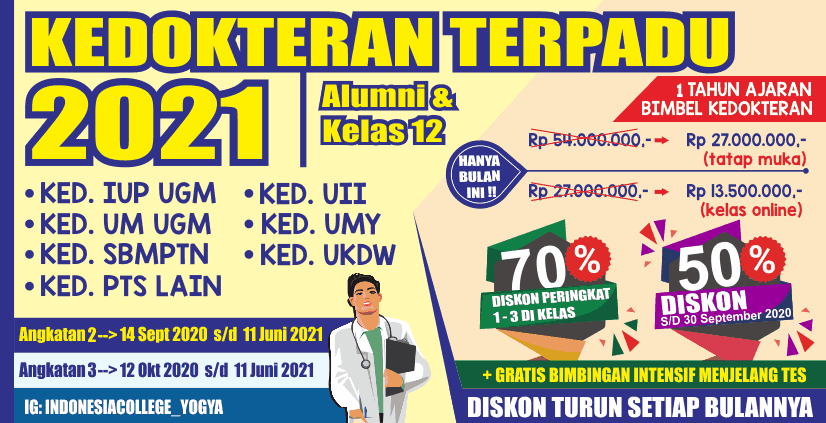 KEDOKTERAN TERPADU
2021
Alumni &
Kelas 12
• KED. IUP UGM
• KED. UM UGM
• KED. SBMPTN
• KED. PTS LAIN
• KED. UII
• KED. UMY
• KED. UKDW
Angkatan 2 --> 14 Sept 2020 s/d 11 Juni 2021
Angkatan 3 --> 12 Okt 2020 s/d 11 Juni 2021
IG: INDONESIACOLLEGE_YOGYA
1 TAHUN AJARAN
BIMBEL KEDOKTERAN
HANYA
BULAN
INI !!
Rp 54.000.000,- ➞ Rp 27.000.000,-
(tatap muka)
Rp 27.000.000,- ➞ Rp 13.500.000,-
(kelas online)
70%
DISKON PERINGKAT
1 - 3 DI KELAS
50%
DISKON
S/D 30 September 2020
+ GRATIS BIMBINGAN INTENSIF MENJELANG TES
DISKON TURUN SETIAP BULANNYA